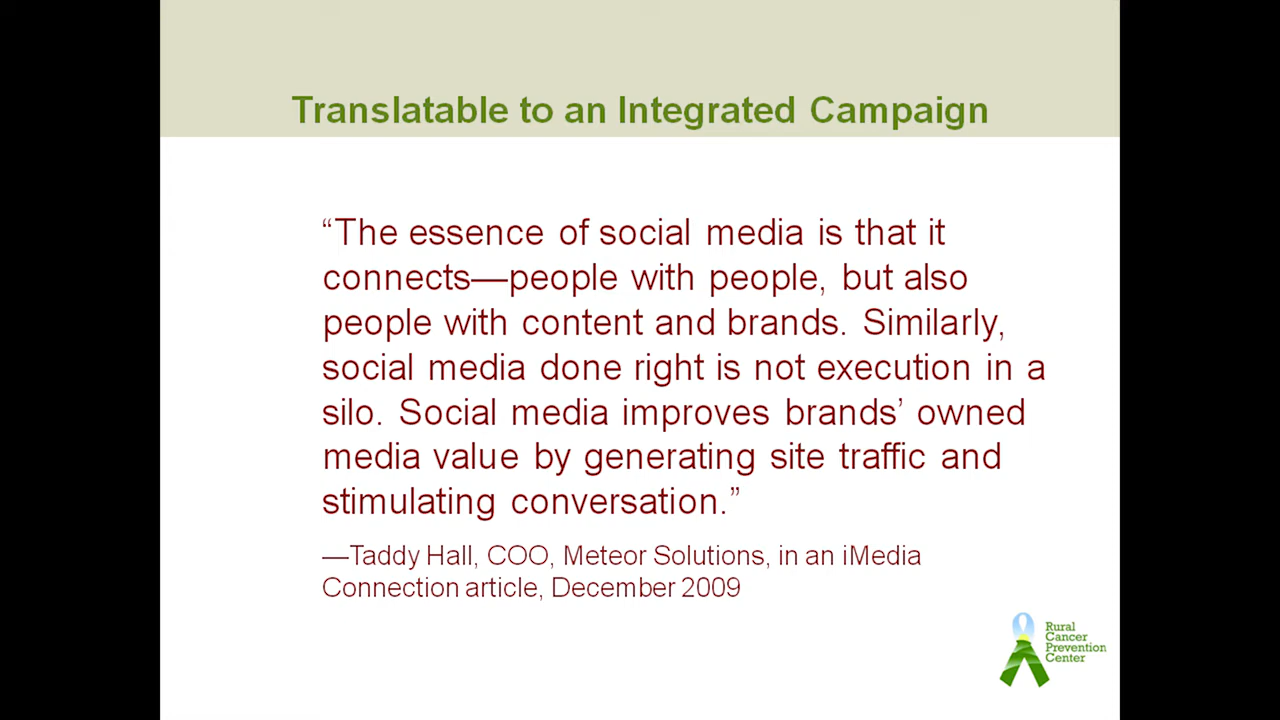 Translatable to an Integrated Campaign
“The essence of social media is that it
connects—people with people, but also
people with content and brands. Similarly,
social media done right is not execution in a
silo. Social media improves brands’ owned
media value by generating site traffic and
stimulating conversation.”
—Taddy Hall, COO, Meteor Solutions, in an iMedia
Connection article, December 2009
Rural
Cancer
Prevention
Center